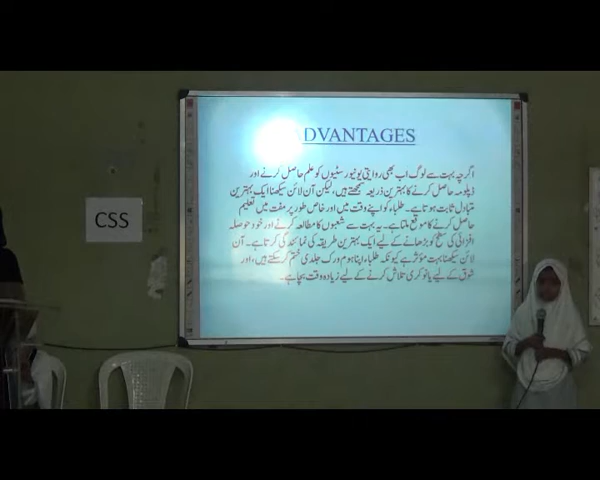 ADVANTAGES
اگرچہ بہت سے لوگ اب بھی روایتی یونیورسٹیوں کو علم حاصل کرنے اور
ڈپلومہ حاصل کرنے کا بہترین ذریعہ سمجھتے ہیں، لیکن آن لائن سیکھنا ایک بہترین
متبادل ثابت ہوتا ہے۔ طلباء کو اپنے وقت میں اور خاص طور پر مفت میں تعلیم
حاصل کرنے کا موقع ملتا ہے۔ یہ بہت سے شعبوں کا مطالعہ کرنے اور خود حوصلہ
افزائی کی سطح کو بڑھانے کے لیے ایک بہترین طریقہ کی نمائندگی کرتا ہے۔ آن
لائن سیکھنا بہت مؤثر ہے کیونکہ طلباء اپنا ہوم ورک جلدی ختم کر سکتے ہیں، اور
شوق کے لیے یا نوکری تلاش کرنے کے لیے زیادہ وقت بچتا ہے۔
CSS